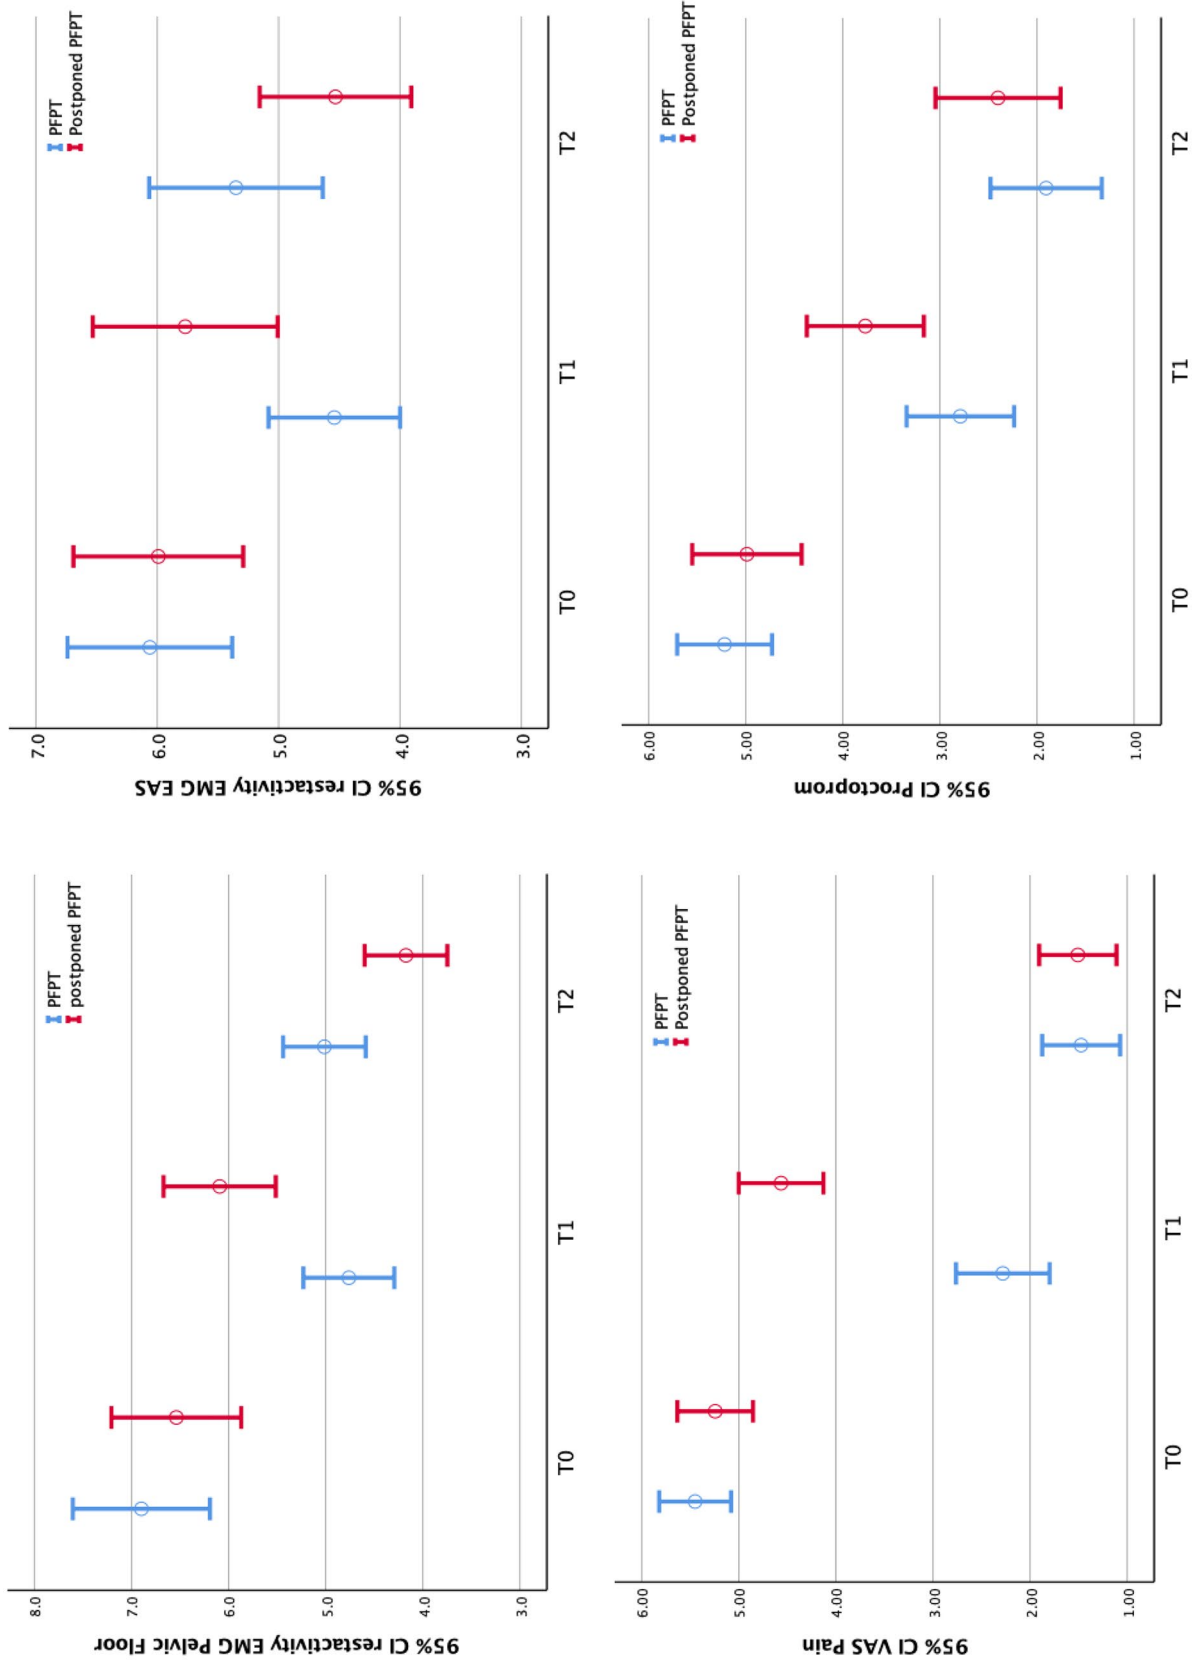 95% CI restactivity EMG Pelvic Floor
8.0
7.0
6.0
5.0
4.0
3.0
T0
T1
T2
PFPT
postponed PFPT
95% CI restactivity EMG EAS
7.0
6.0
5.0
4.0
3.0
T0
T1
T2
PFPT
Postponed PFPT
95% CI VAS Pain
6.00
5.00
4.00
3.00
2.00
1.00
T0
T1
T2
PFPT
Postponed PFPT
95% CI Proctoprom
6.00
5.00
4.00
3.00
2.00
1.00
T0
T1
T2
PFPT
Postponed PFPT